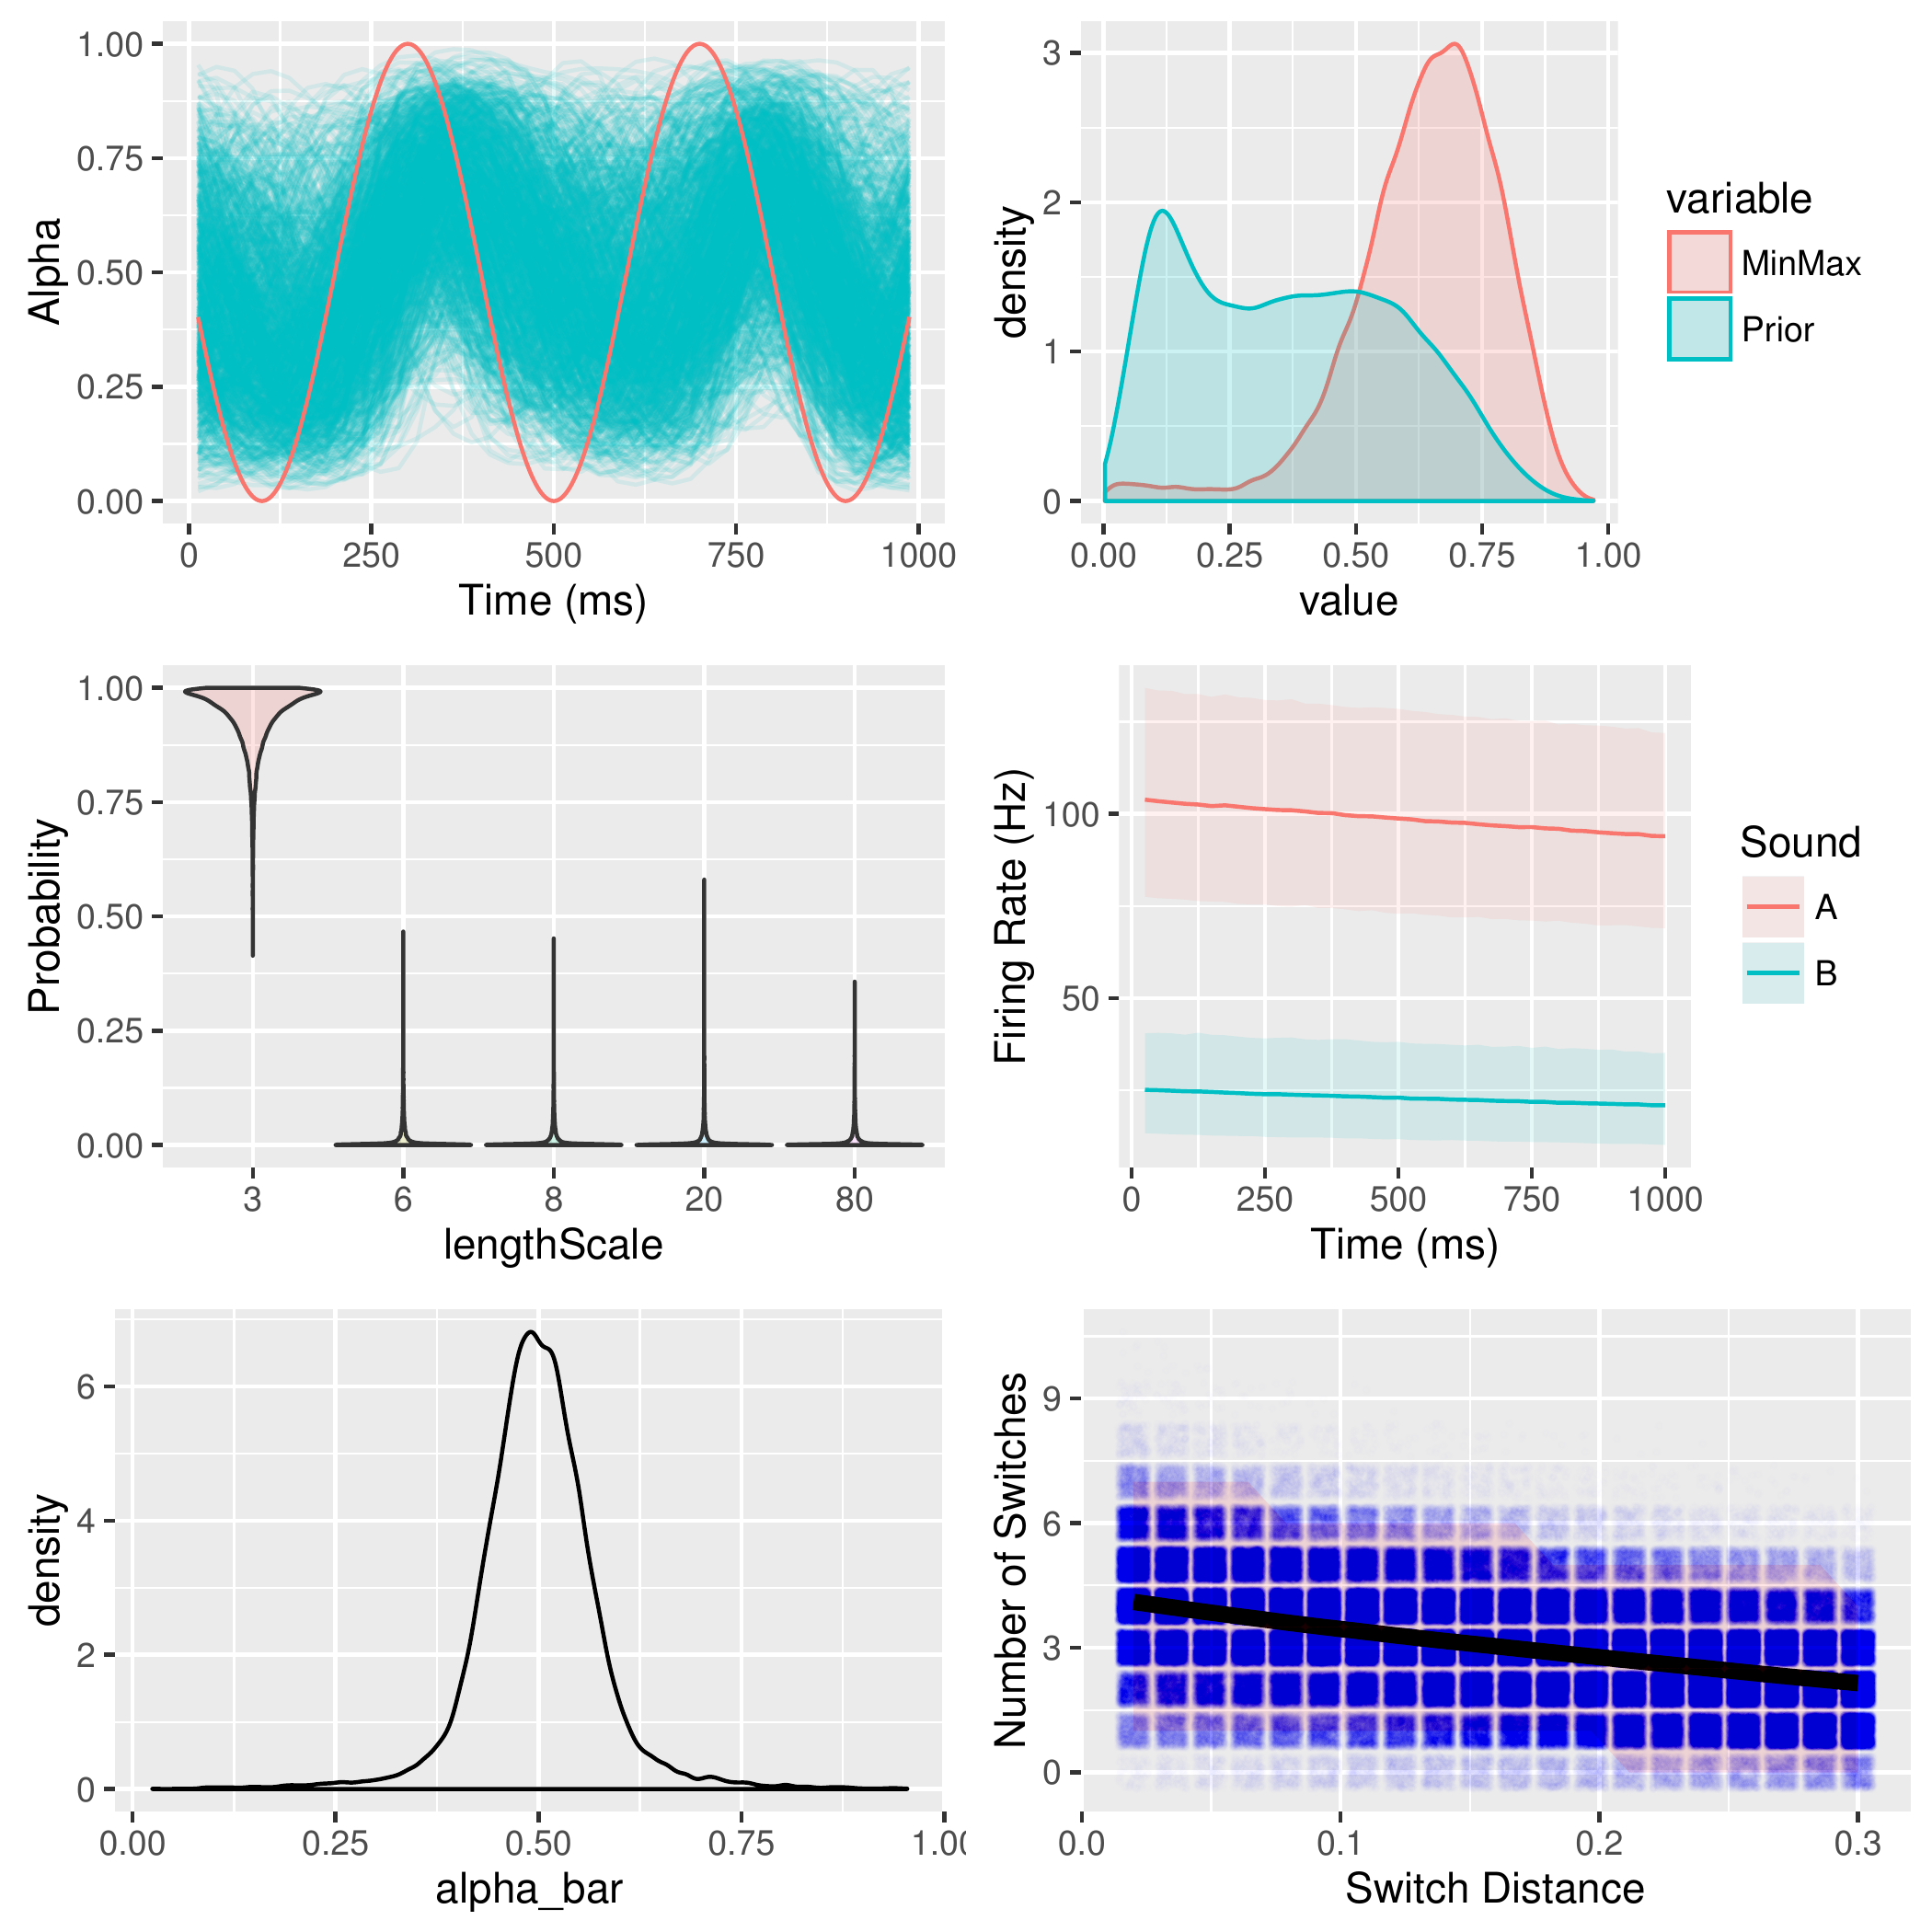 Alpha
1.00
0.75
0.50
0.25
0.00
0 250 500 750 1000
Time (ms)
density
3
2
1
0
0.00 0.25 0.50 0.75 1.00
value
variable
MinMax
Prior
Probability
1.00
0.75
0.50
0.25
0.00
3 6 8 20 80
lengthScale
Firing Rate (Hz)
100
50
0 250 500 750 1000
Time (ms)
Sound
A
B
density
6
4
2
0
0.00 0.25 0.50 0.75 1.0
alpha_bar
Number of Switches
9
6
3
0
0.0 0.1 0.2 0.3
Switch Distance